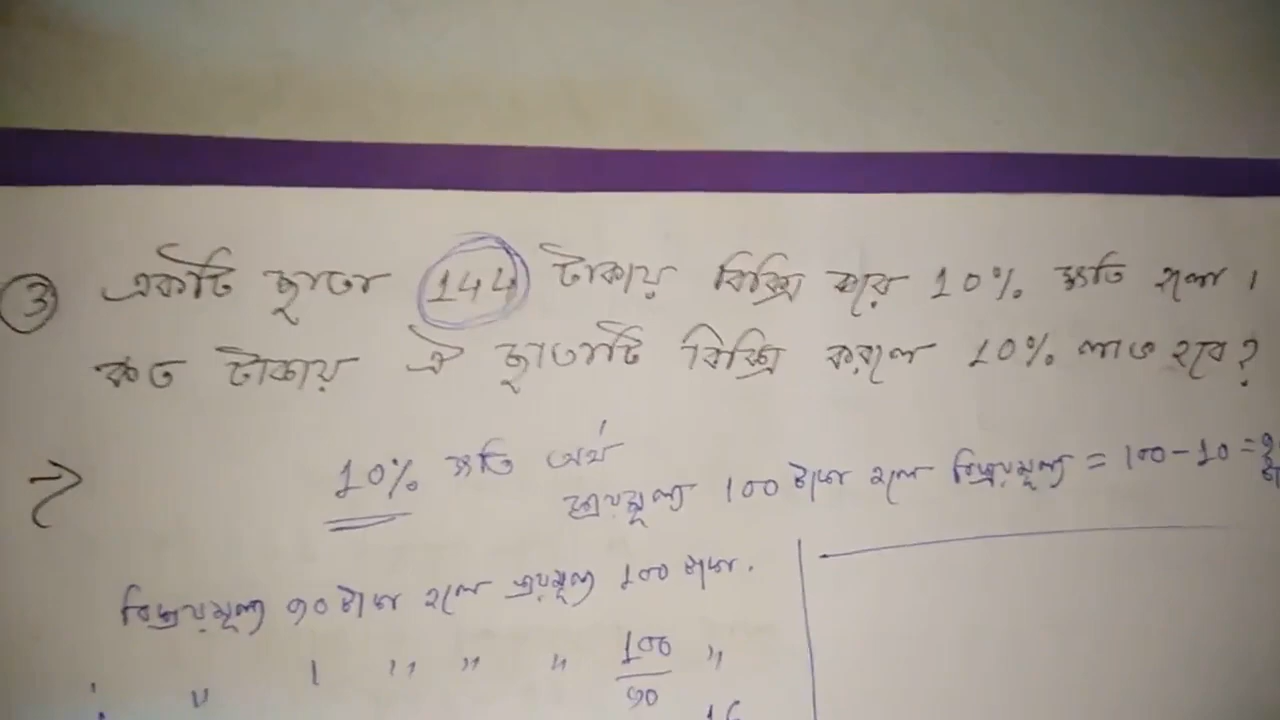 ③ একটি ছাতা 144 টাকায় বিক্রি করে 10% ক্ষতি হলো।
কত টাকায় ঐ ছাতাটি বিক্রি করলে 10% লাভ হবে?
⇒ 10% ক্ষতি অর্থ
ক্রয়মূল্য 100 টাকা হলে বিক্রয়মূল্য = 100 - 10 =
বিক্রয়মূল্য 90 টাকা হলে ক্রয়মূল্য 100 টাকা.
" 1 " " " 100/90 "